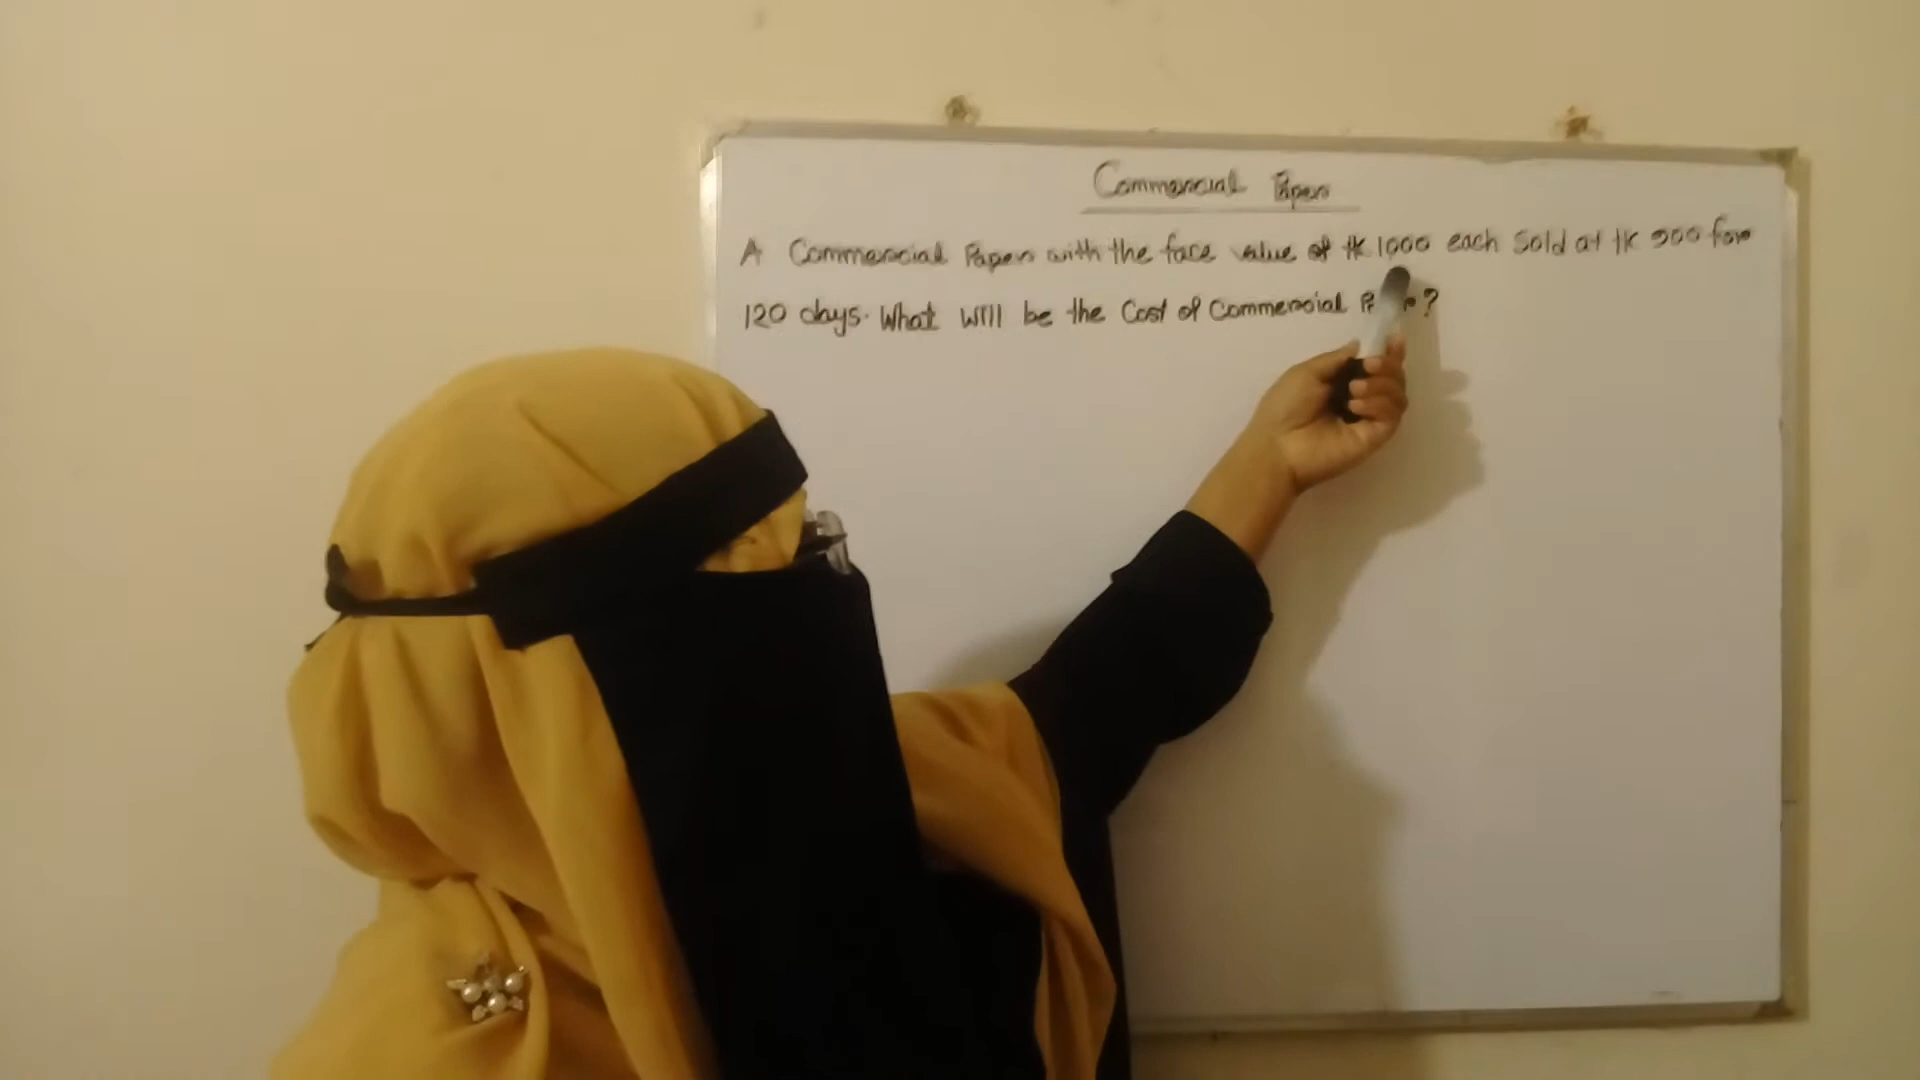 Commercial Paper
A Commercial Paper with the face value of tk 1000 each Sold at tk 900 for
120 days. What will be the Cost of Commercial ?